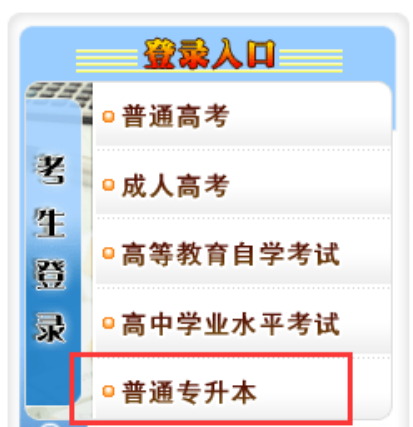 登录入口
考生登录
普通高考
成人高考
高等教育自学考试
高中学业水平考试
普通专升本